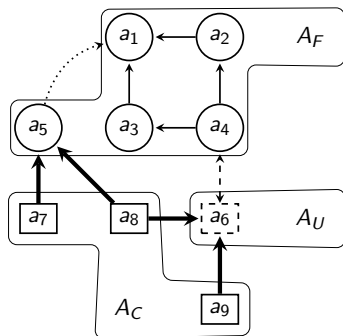 a₁ a₂ A_F
a₅ a₃ a₄
a₇ a₈ a₆ A_U
A_C a₉